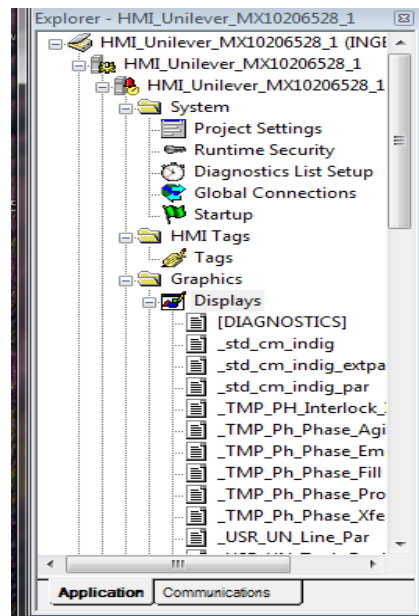 Explorer - HMI_Unilever_MX10206528_1
HMI_Unilever_MX10206528_1 (INGE
HMI_Unilever_MX10206528_1
HMI_Unilever_MX10206528_1
System
Project Settings
Runtime Security
Diagnostics List Setup
Global Connections
Startup
HMI Tags
Tags
Graphics
Displays
[DIAGNOSTICS]
_std_cm_indig
_std_cm_indig_extpa
_std_cm_indig_par
_TMP_PH_Interlock_
_TMP_Ph_Phase_Agi
_TMP_Ph_Phase_Em
_TMP_Ph_Phase_Fill
_TMP_Ph_Phase_Pro
_TMP_Ph_Phase_Xfe
_USR_UN_Line_Par
Application Communications